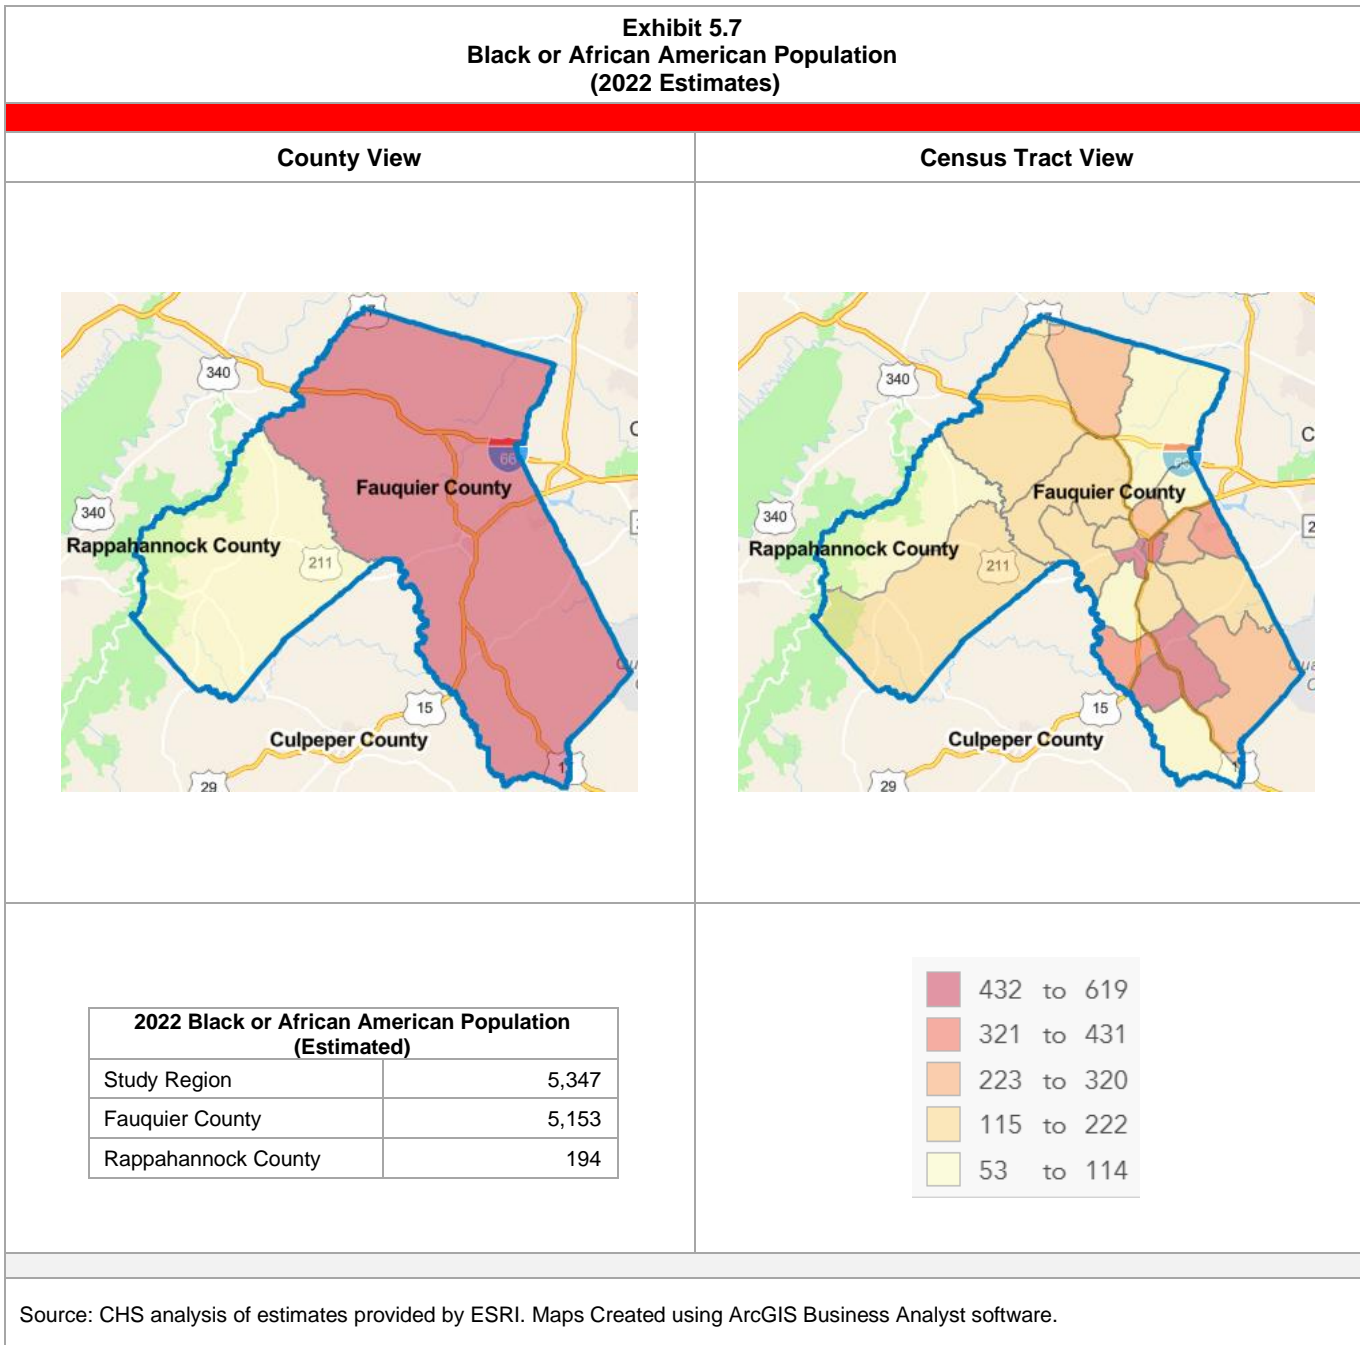 Exhibit 5.7
Black or African American Population
(2022 Estimates)
County View
Census Tract View
340
66
Fauquier County
340
Rappahannock County
211
15
Culpeper County
29
340
C
Fauquier County
340
2
Rappahannock County
211
15
Culpeper County
29
2022 Black or African American Population
(Estimated)
Study Region 5,347
Fauquier County 5,153
Rappahannock County 194
432 to 619
321 to 431
223 to 320
115 to 222
53 to 114
Source: CHS analysis of estimates provided by ESRI. Maps Created using ArcGIS Business Analyst software.